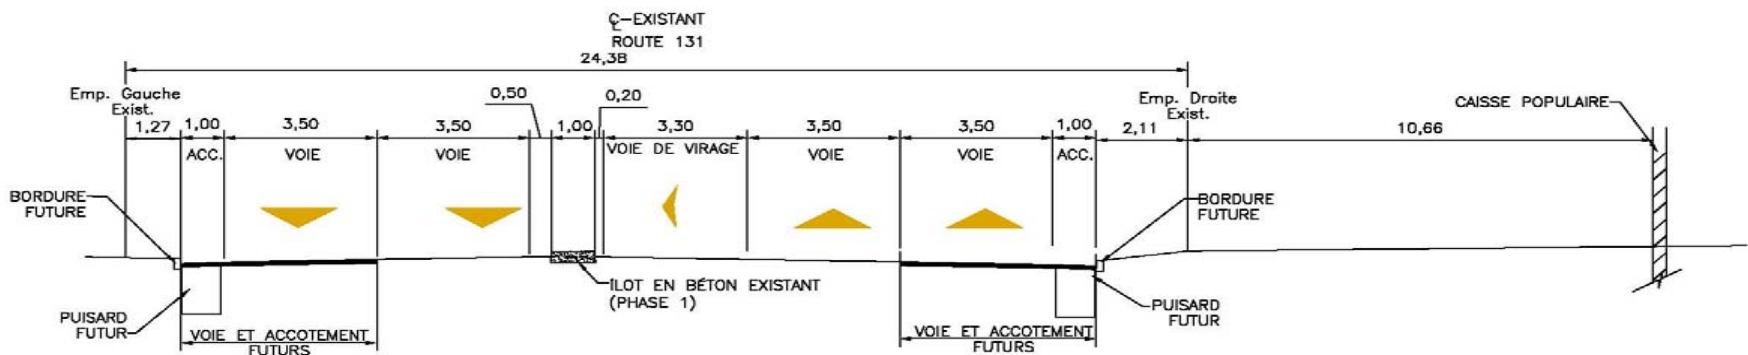 ℄-EXISTANT
ROUTE 131
24,38
Emp. Gauche
Exist.
Emp. Droite
Exist.
CAISSE POPULAIRE
0,50
0,20
1,27
1,00
3,50
3,50
1,00
3,30
3,50
3,50
1,00
2,11
10,66
ACC.
VOIE
VOIE
VOIE DE VIRAGE
VOIE
VOIE
ACC.
BORDURE
FUTURE
BORDURE
FUTURE
ÎLOT EN BÉTON EXISTANT
(PHASE 1)
PUISARD
FUTUR
PUISARD
FUTUR
VOIE ET ACCOTEMENT
FUTURS
VOIE ET ACCOTEMENT
FUTURS